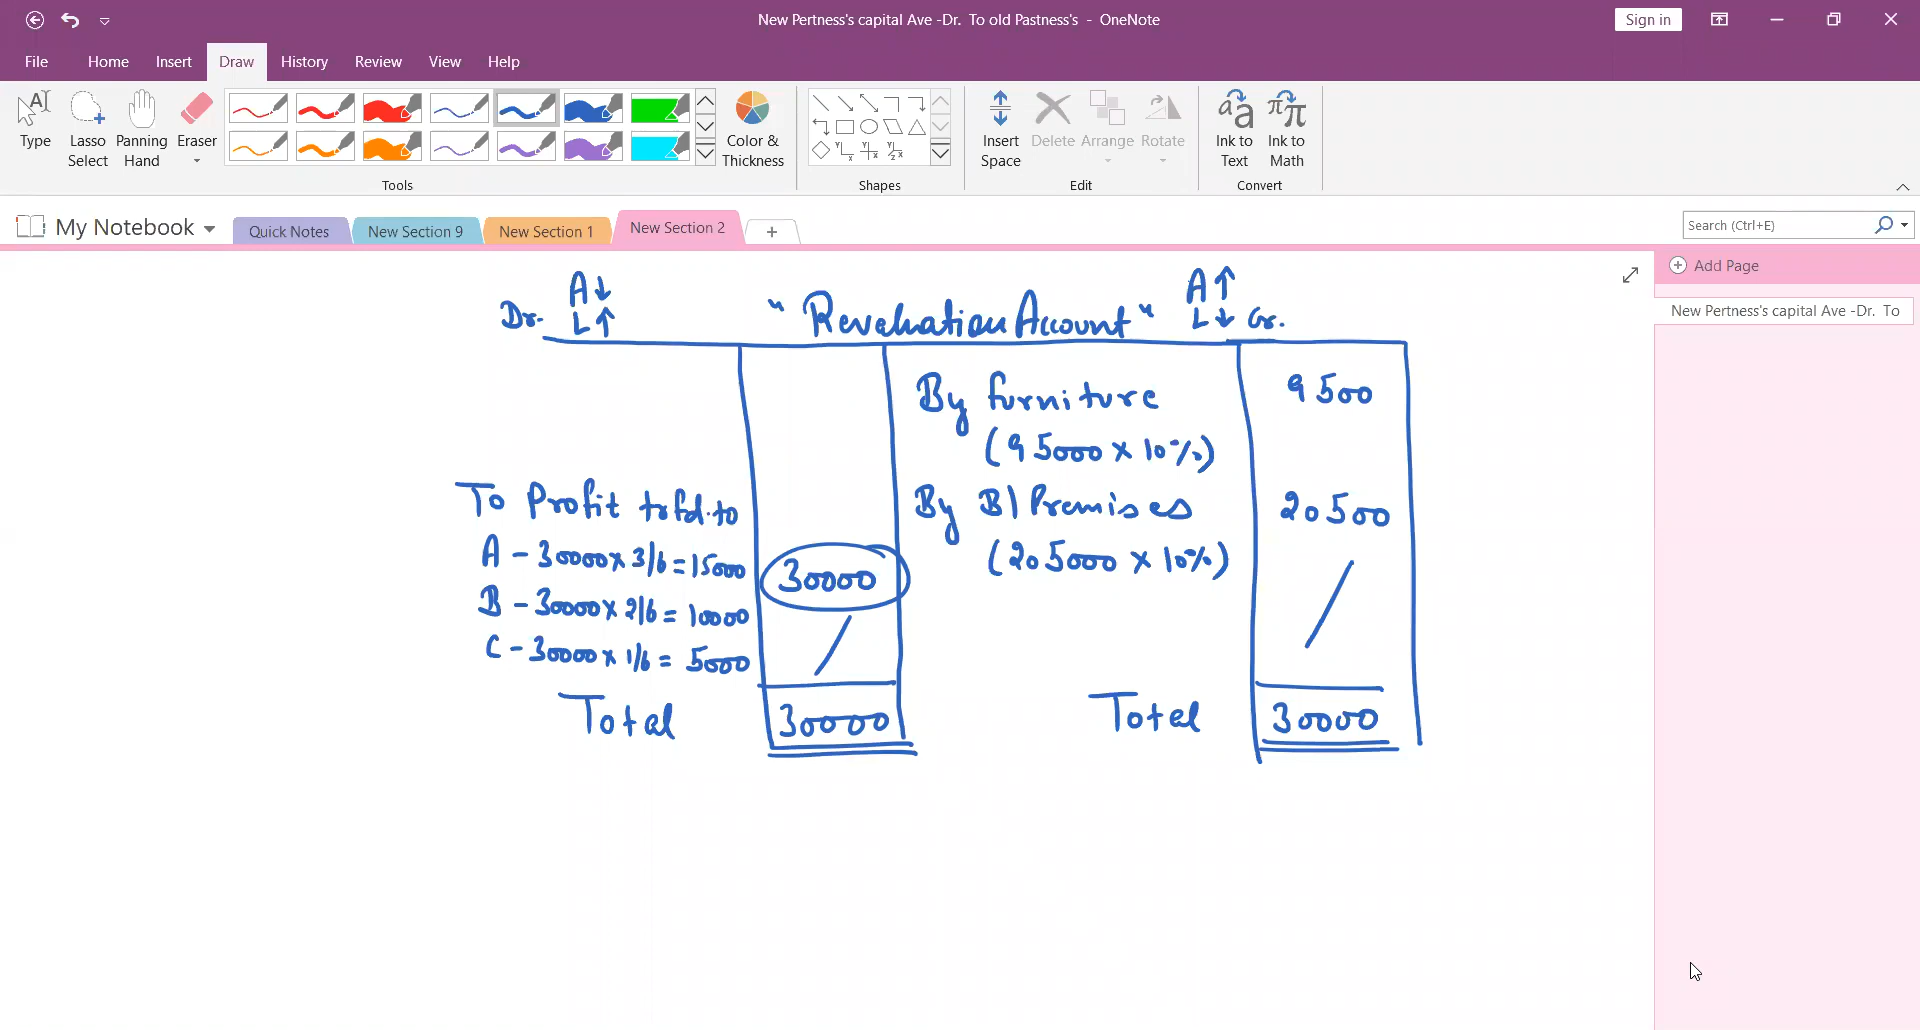 New Pertness's capital Ave -Dr. To old Pastness's - OneNote
Sign in
File Home Insert Draw History Review View Help
Type
Lasso Select
Panning Hand
Eraser
Color & Thickness
Insert Space
Delete
Arrange
Rotate
Ink to Text
Ink to Math
Tools
Shapes
Edit
Convert
My Notebook
Quick Notes
New Section 9
New Section 1
New Section 2
Search (Ctrl+E)
Add Page
New Pertness's capital Ave -Dr. To
A↓ A↑
Dr. L↑ "Revaluation Account" L↓ Cr.
By furniture 9500
(95000 × 10%)
To Profit trfd. to By B/Premises 20500
A - 30000 × 3/6 = 15000 30000 (205000 × 10%)
B - 30000 × 2/6 = 10000
C - 30000 × 1/6 = 5000
Total 30000 Total 30000